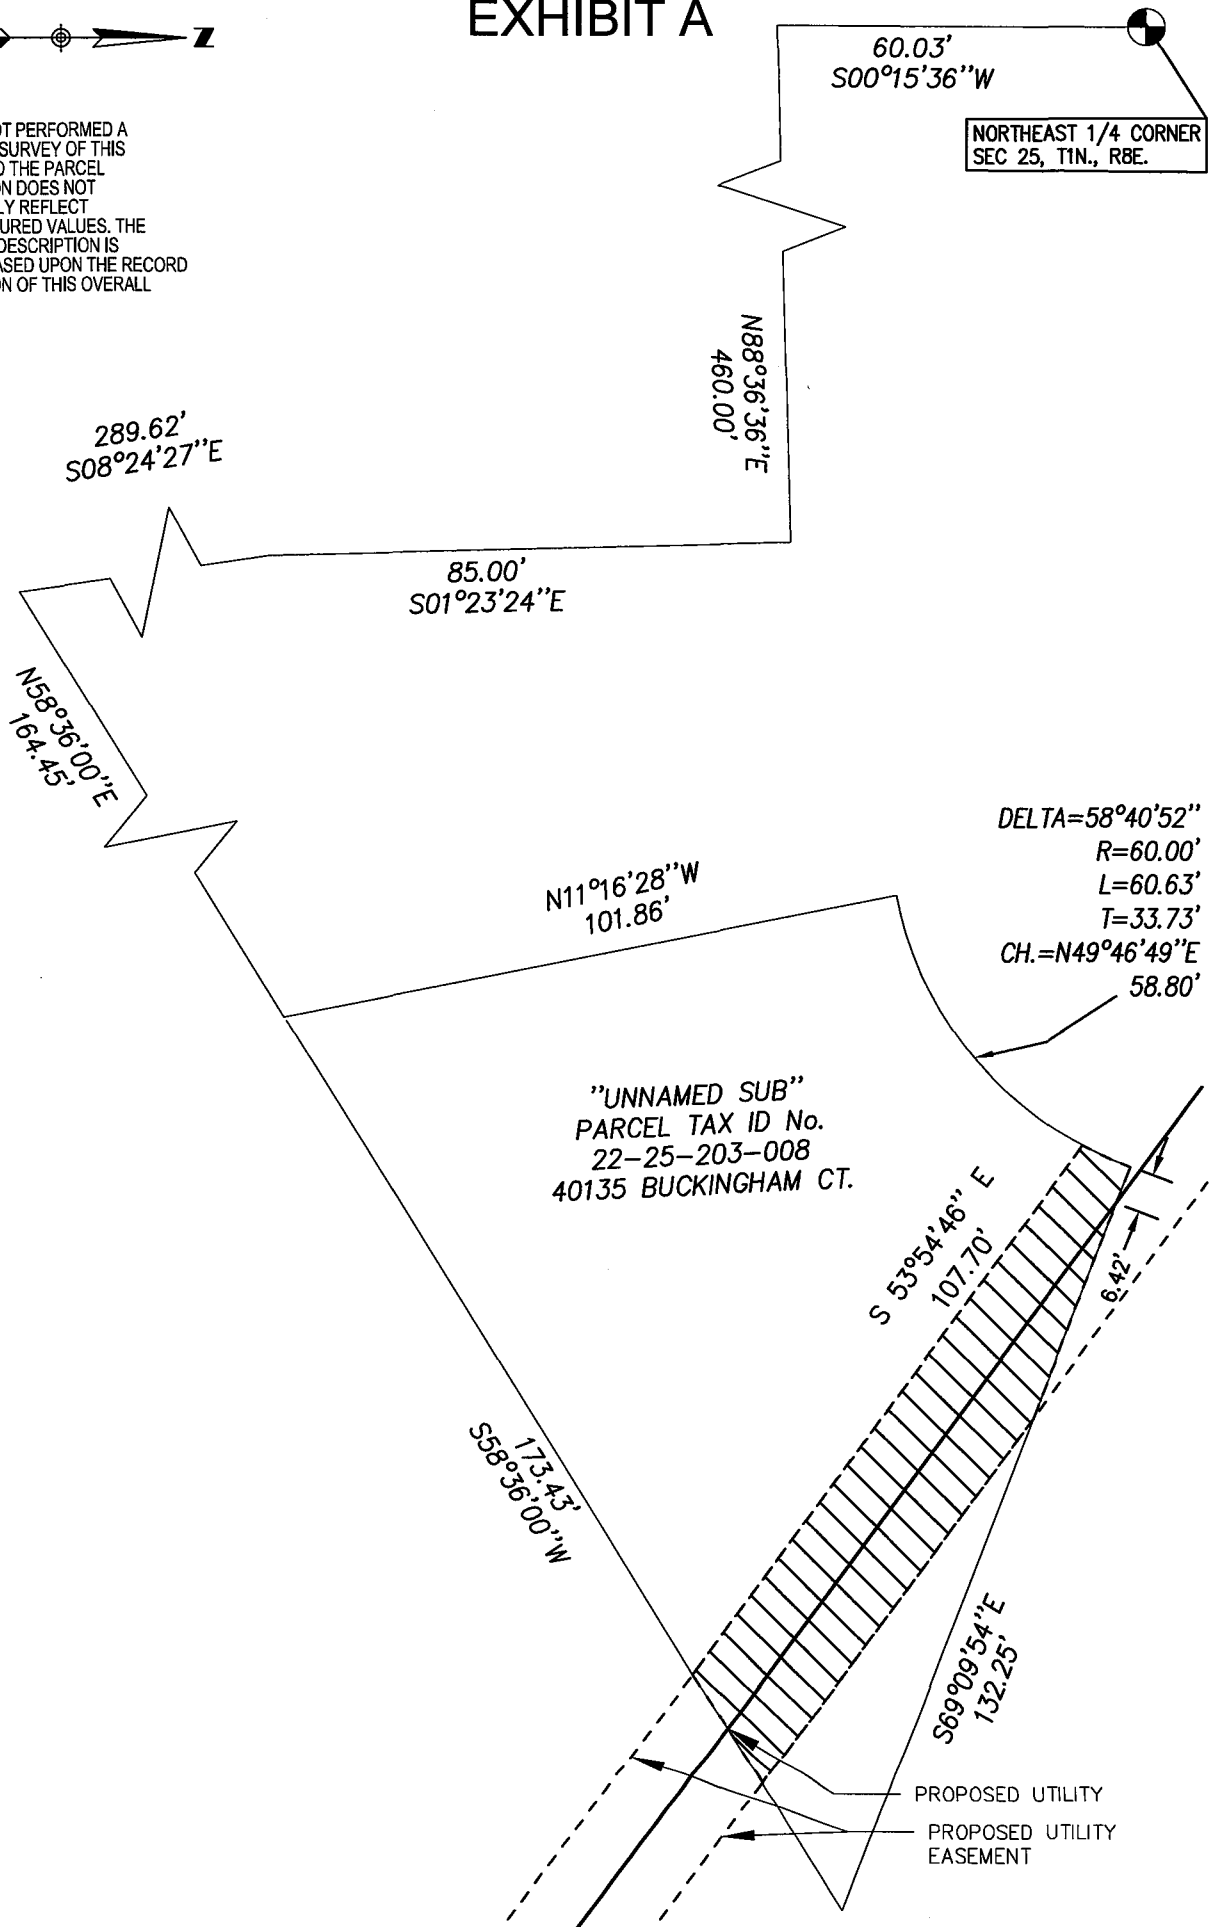 EXHIBIT A
Z
60.03'
S00°15'36"W
NORTHEAST 1/4 CORNER
SEC 25, T1N., R8E.
PERFORMED A
SURVEY OF THIS
THE PARCEL
DOES NOT
REFLECT
VALUES. THE
DESCRIPTION IS
UPON THE RECORD
OF THIS OVERALL
N88°36'36"E
460.00'
289.62'
S08°24'27"E
85.00'
S01°23'24"E
N58°36'00"E
164.45'
DELTA=58°40'52"
R=60.00'
L=60.63'
T=33.73'
CH.=N49°46'49"E
58.80'
N11°16'28"W
101.86'
"UNNAMED SUB"
PARCEL TAX ID No.
22-25-203-008
40135 BUCKINGHAM CT.
S 53°54'46" E
107.70'
6.42'
173.43'
S58°36'00"W
S69°09'54"E
132.25'
PROPOSED UTILITY
PROPOSED UTILITY
EASEMENT